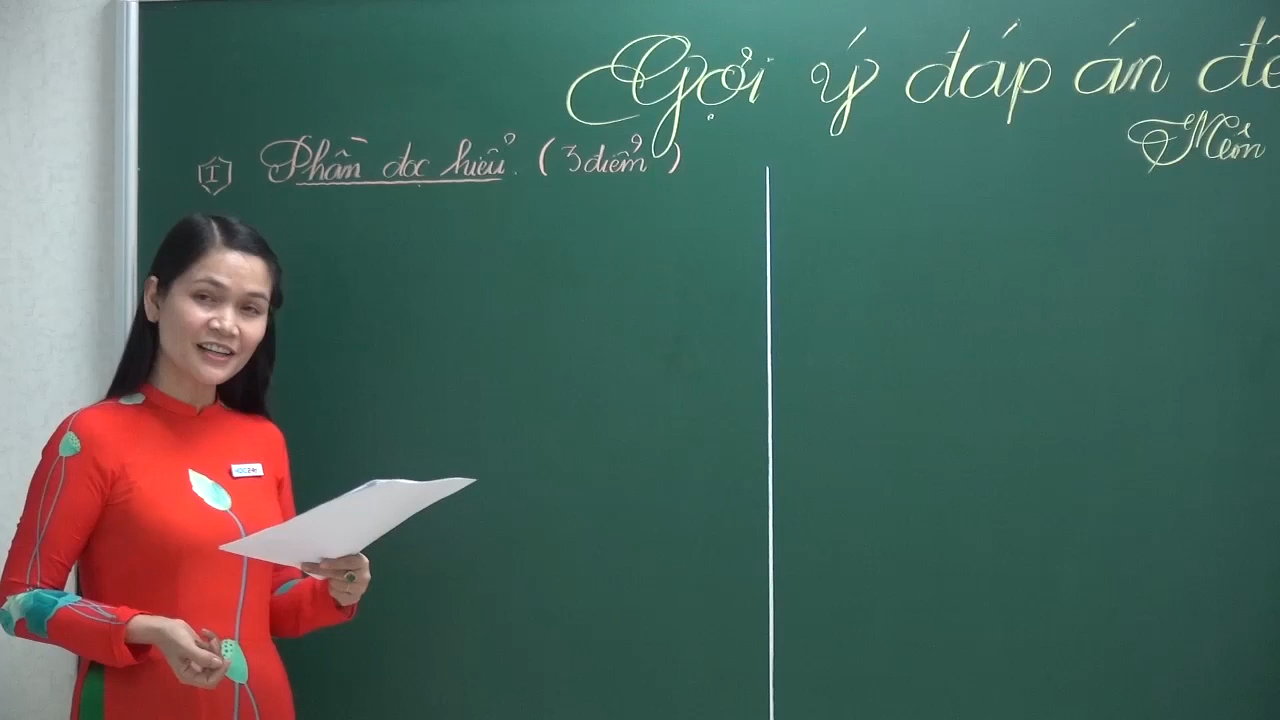 Gợi ý đáp án đề
Môn
I Phần đọc hiểu. (3 điểm)